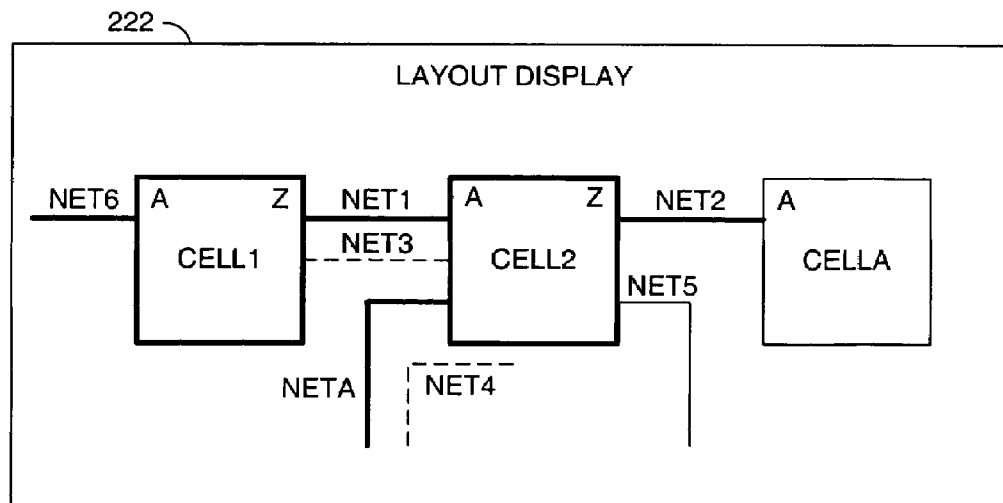 222
LAYOUT DISPLAY
NET6 A Z NET1 A Z NET2 A
CELL1 NET3 CELL2 CELLA
NET5
NETA NET4